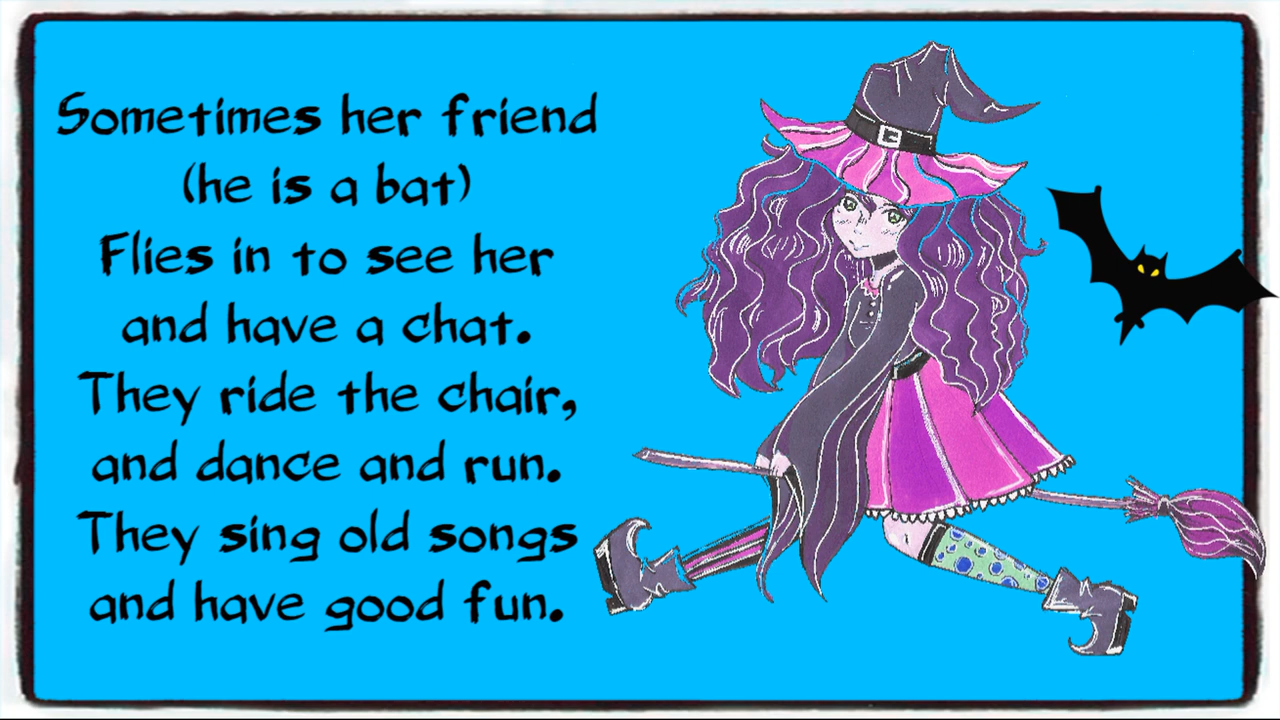 Sometimes her friend
(he is a bat)
Flies in to see her
and have a chat.
They ride the chair,
and dance and run.
They sing old songs
and have good fun.